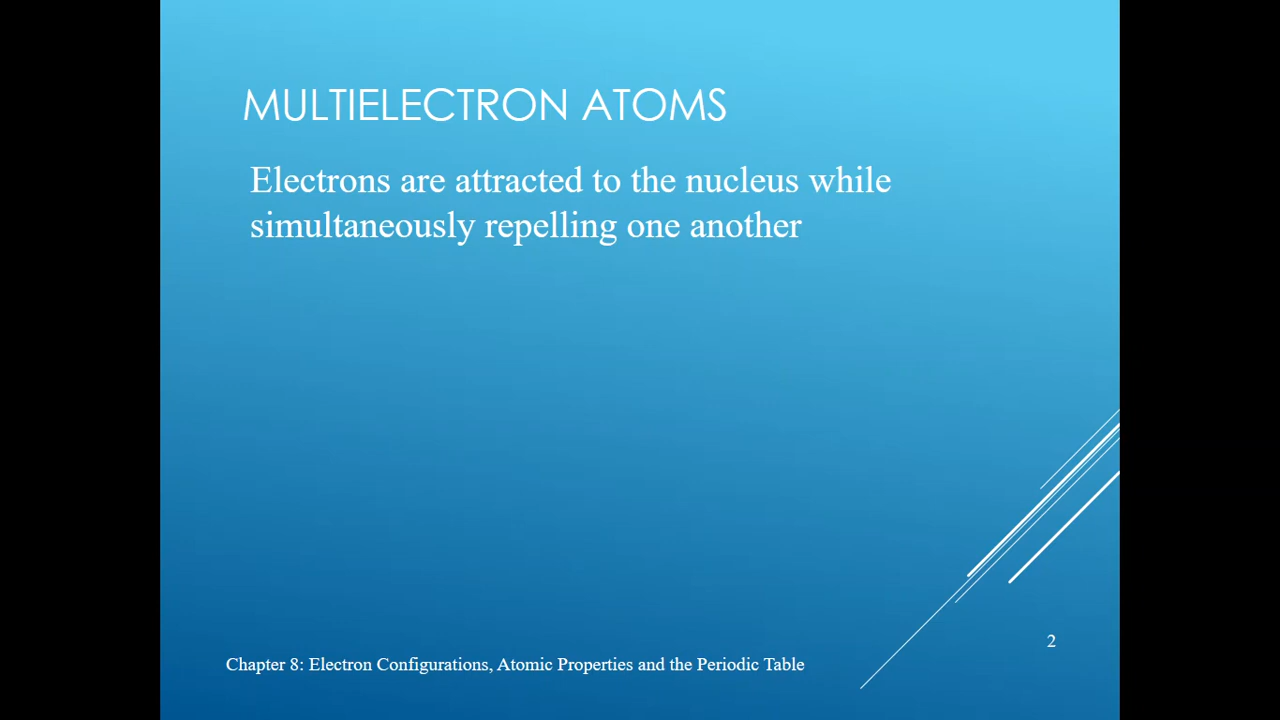 MULTIELECTRON ATOMS
Electrons are attracted to the nucleus while
simultaneously repelling one another
2
Chapter 8: Electron Configurations, Atomic Properties and the Periodic Table